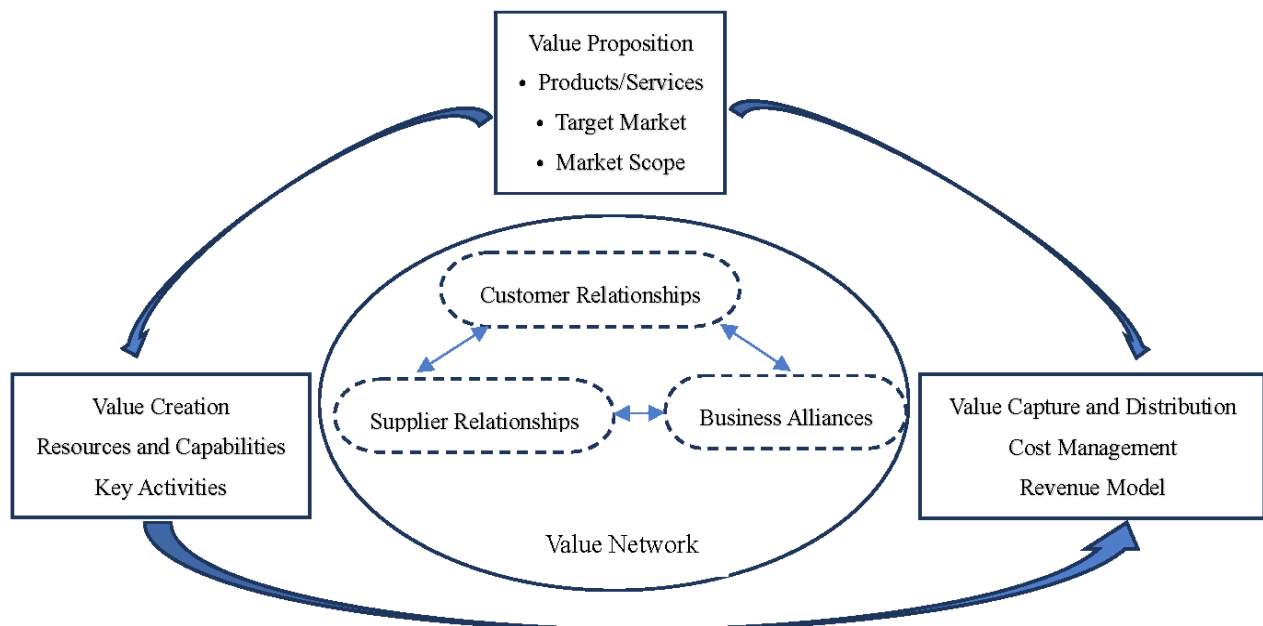 Value Proposition
• Products/Services
• Target Market
• Market Scope
Customer Relationships
Supplier Relationships
Business Alliances
Value Network
Value Creation
Resources and Capabilities
Key Activities
Value Capture and Distribution
Cost Management
Revenue Model